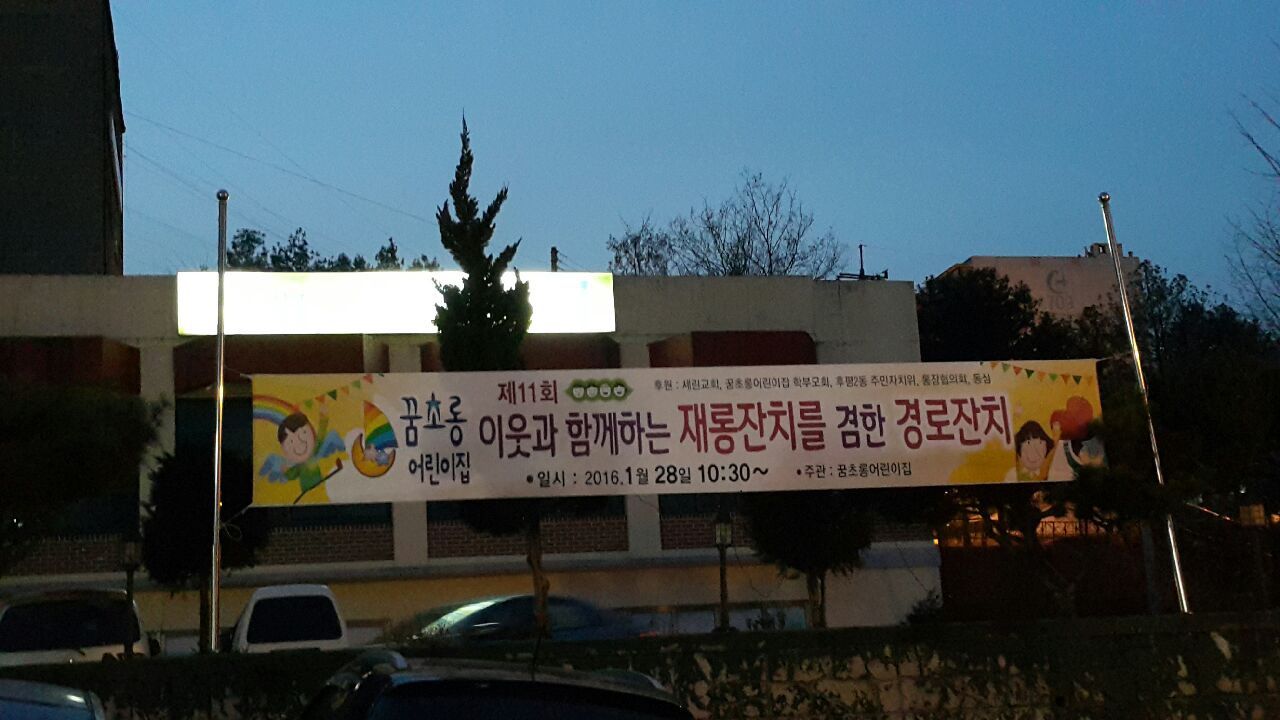 꿈초롱
어린이집
제11회
후원 : 새린교회, 꿈초롱어린이집 학부모회, 후평2동 주민자치위, 통장협의회, 동심
이웃과 함께하는 재롱잔치를 겸한 경로잔치
•일시 : 2016.1월 28일 10:30~ •주관 : 꿈초롱어린이집
103